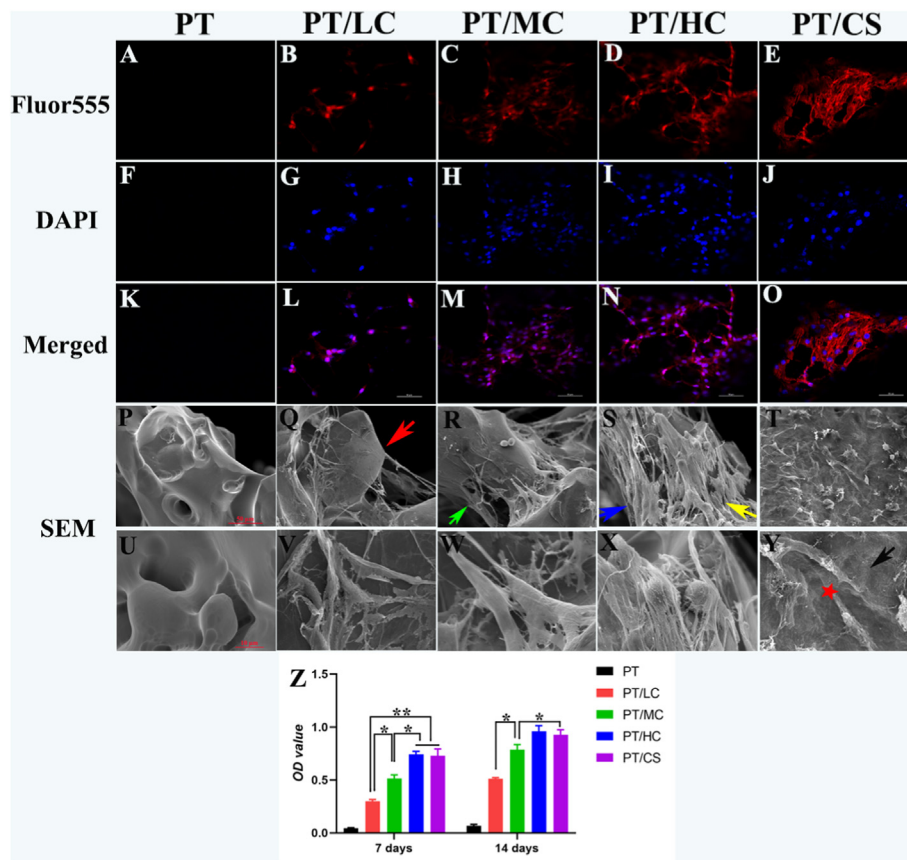 PT PT/LC PT/MC PT/HC PT/CS
Fluor555 A B C D E
DAPI F G H I J
Merged K L M N O
SEM
P Q R S T
U V W X Y
Z
OD value
1.5
1.0
0.5
0.0
** * *
* *
7 days 14 days
PT
PT/LC
PT/MC
PT/HC
PT/CS